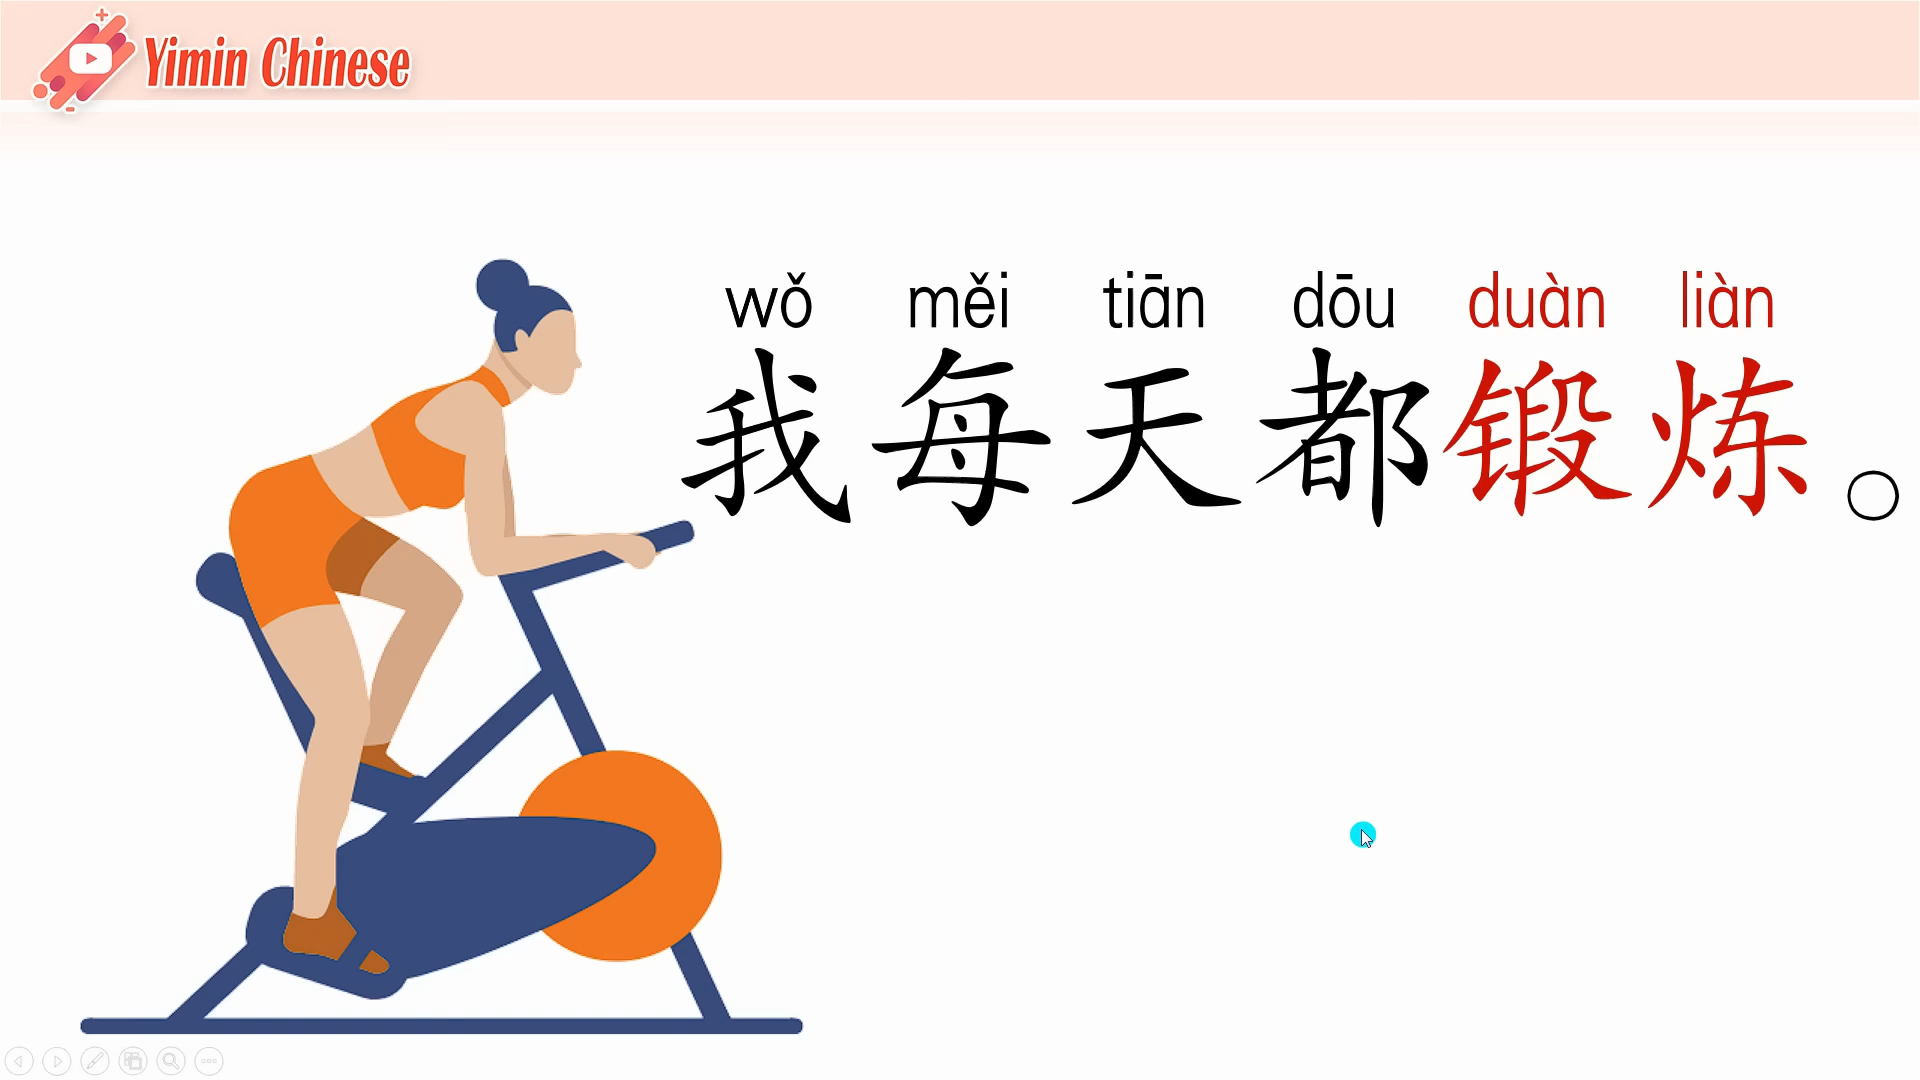 Yimin Chinese
wǒ měi tiān dōu duàn liàn
我每天都锻炼。